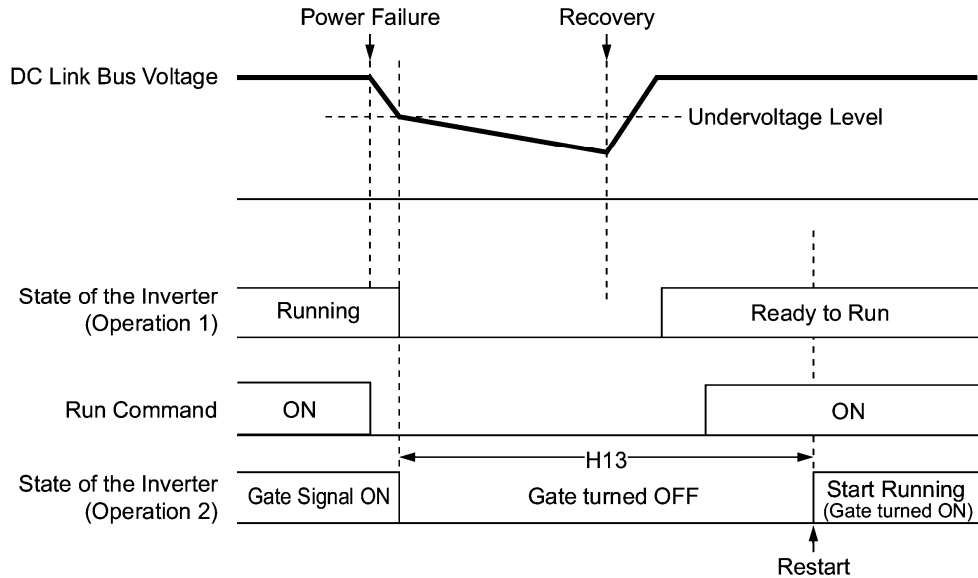 Power Failure
Recovery
DC Link Bus Voltage
Undervoltage Level
State of the Inverter
(Operation 1)
Running
Ready to Run
Run Command
ON
ON
H13
State of the Inverter
(Operation 2)
Gate Signal ON
Gate turned OFF
Start Running
(Gate turned ON)
Restart